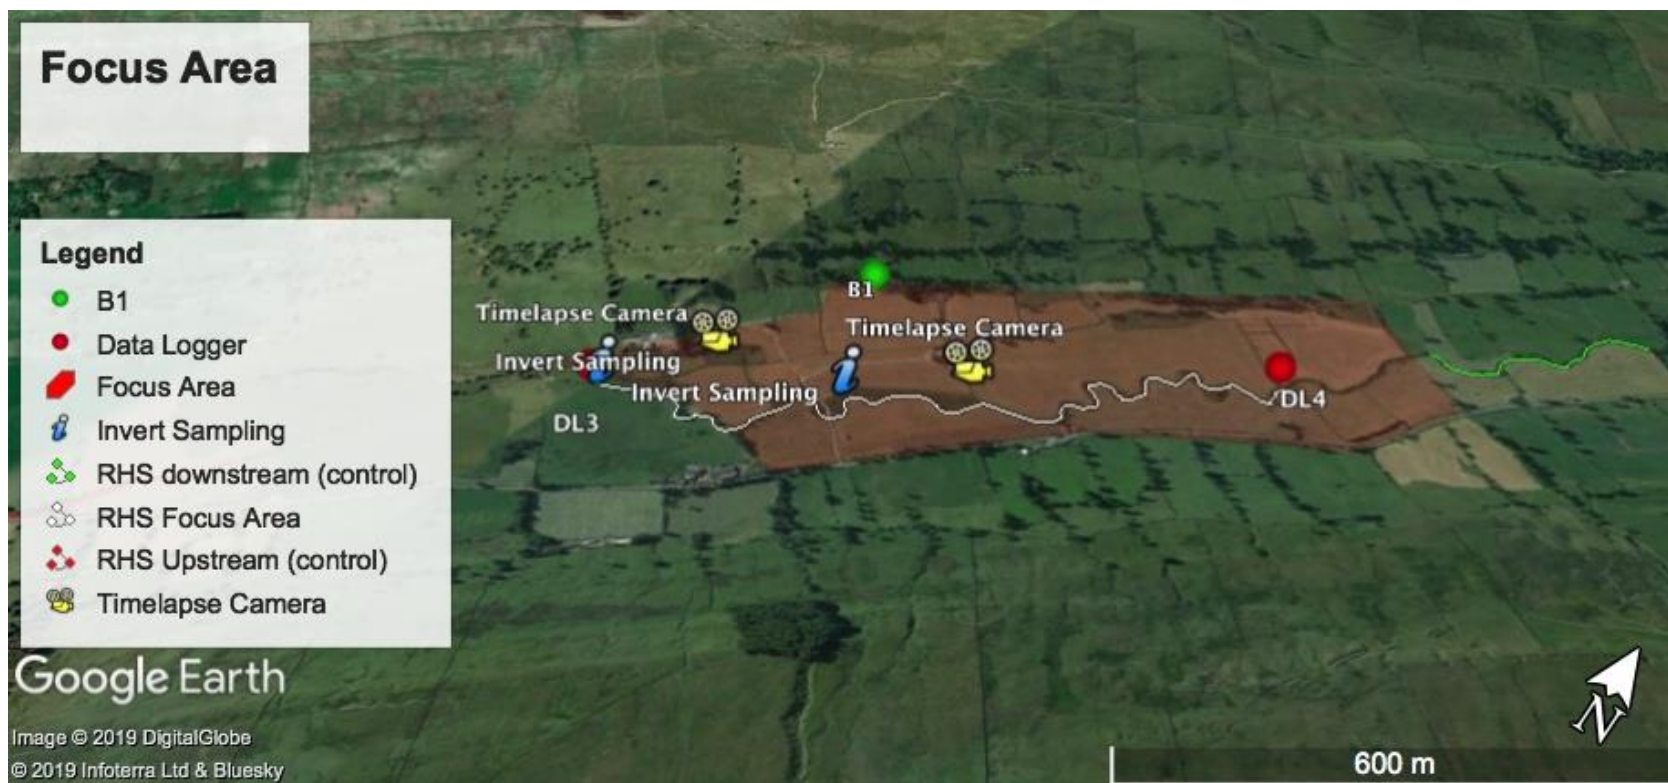 Focus Area
Legend
B1
Data Logger
Focus Area
Invert Sampling
RHS downstream (control)
RHS Focus Area
RHS Upstream (control)
Timelapse Camera
B1
Timelapse Camera
Timelapse Camera
Invert Sampling
Invert Sampling
DL3
DL4
Google Earth
Image © 2019 DigitalGlobe
© 2019 Infoterra Ltd & Bluesky
N
600 m